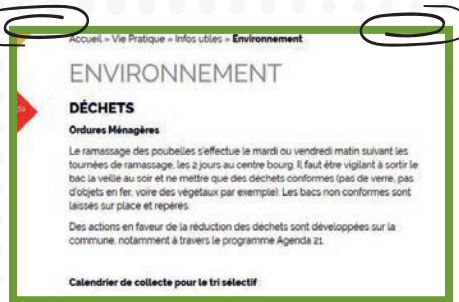 Accueil » Vie Pratique » Infos utiles » Environnement
ENVIRONNEMENT
DÉCHETS
Ordures Ménagères
Le ramassage des poubelles s'effectue le mardi ou vendredi matin suivant les
tournées de ramassage, les 2 jours au centre bourg. Il faut être vigilant à sortir le
bac la veille au soir et ne mettre que des déchets conformes (pas de verre, pas
d'objets en fer, voire des végétaux par exemple). Les bacs non conformes sont
laissés sur place et repérés.
Des actions en faveur de la réduction des déchets sont développées sur la
commune, notamment à travers le programme Agenda 21.
Calendrier de collecte pour le tri sélectif